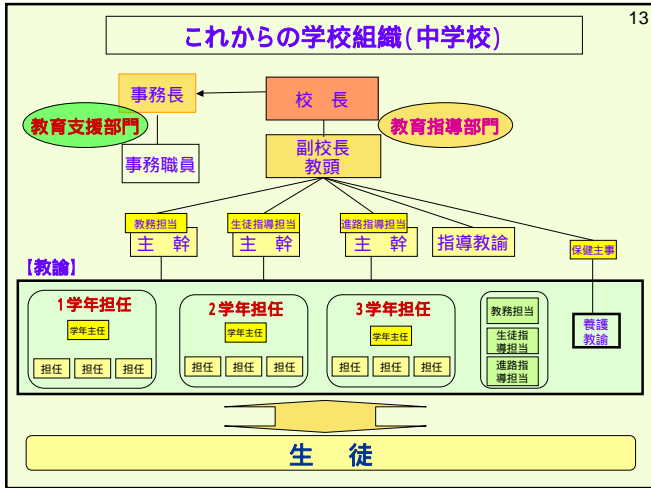 13
これからの学校組織(中学校)
事務長
校　長
教育支援部門
教育指導部門
事務職員
副校長
教頭
教務担当
主　幹
生徒指導担当
主　幹
進路指導担当
主　幹
指導教諭
保健主事
【教諭】
1学年担任
学年主任
担任
担任
担任
2学年担任
学年主任
担任
担任
担任
3学年担任
学年主任
担任
担任
担任
教務担当
生徒指
導担当
進路指
導担当
養護
教諭
生　徒